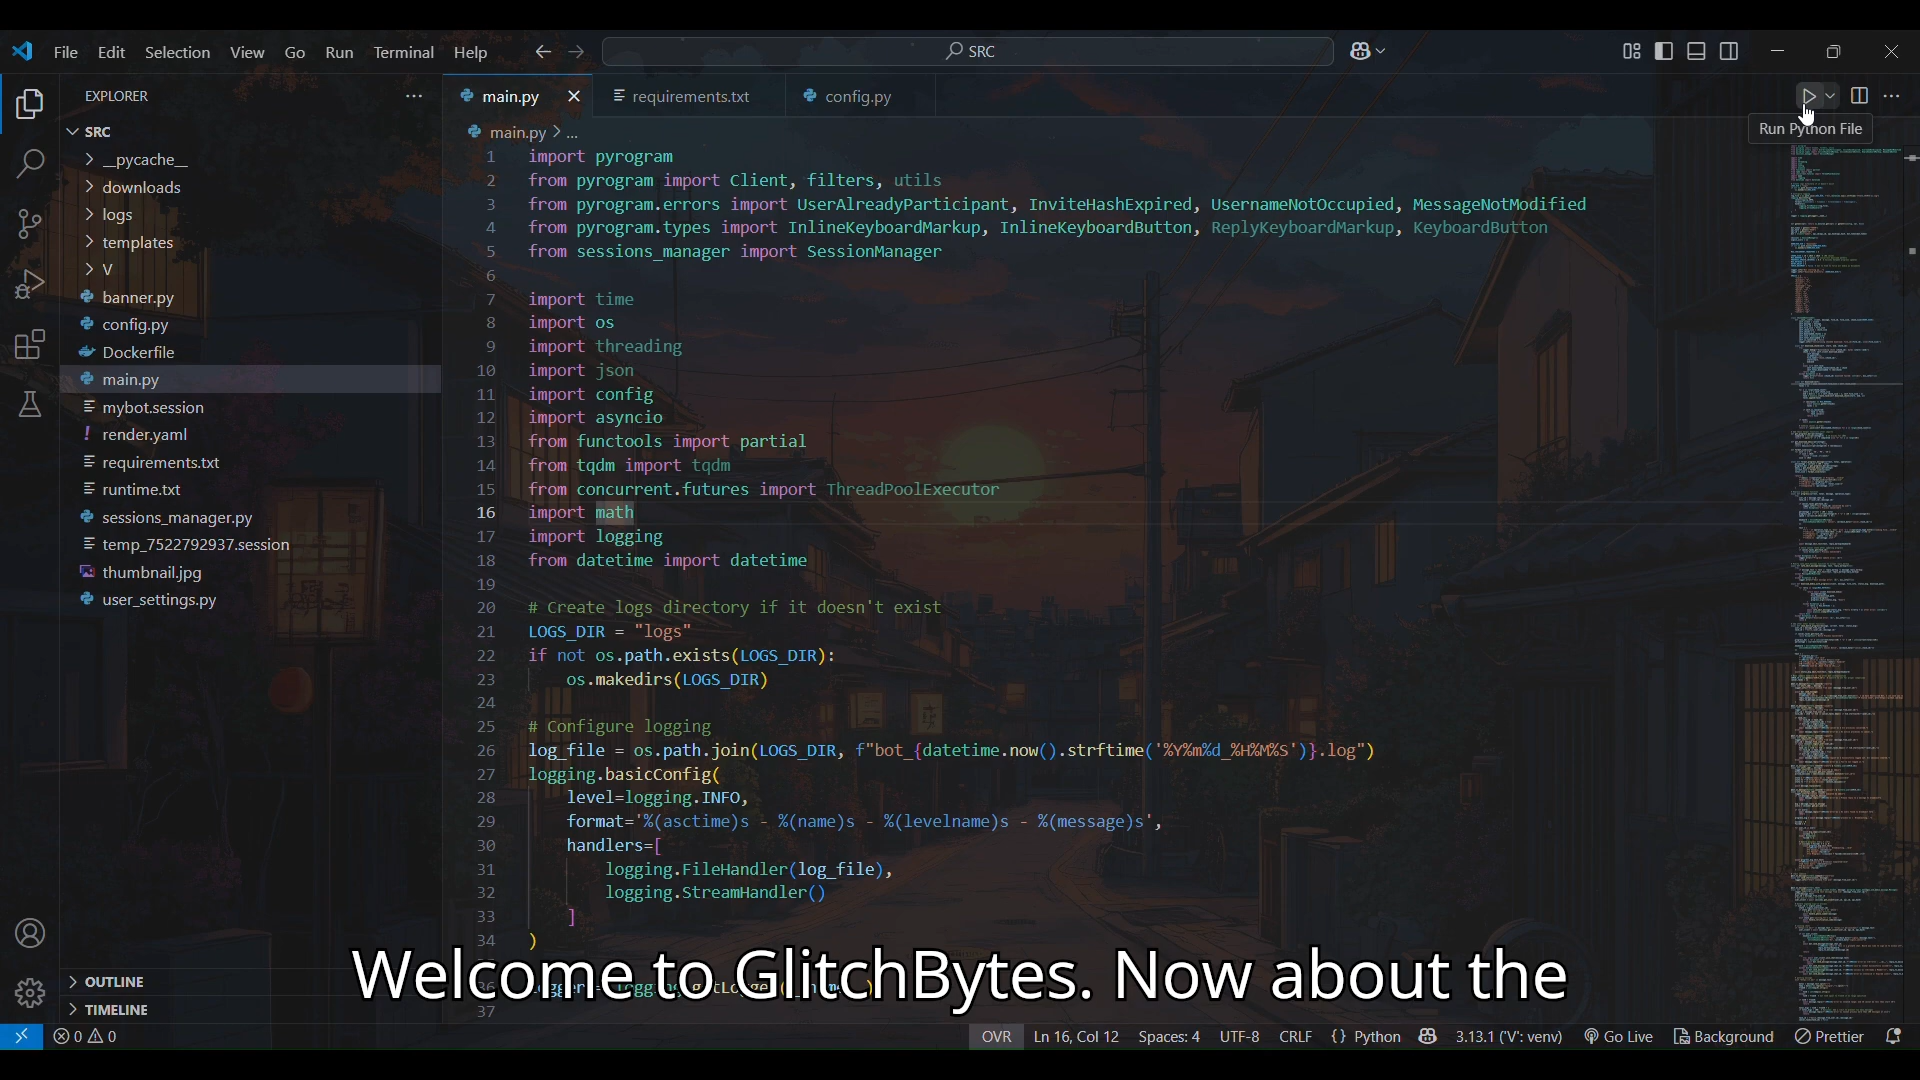 File Edit Selection View Go Run Terminal Help
SRC
EXPLORER
main.py
requirements.txt
config.py
Run Python File
SRC
__pycache__
downloads
logs
templates
V
banner.py
config.py
Dockerfile
main.py
mybot.session
render.yaml
requirements.txt
runtime.txt
sessions_manager.py
temp_7522792937.session
thumbnail.jpg
user_settings.py
OUTLINE
TIMELINE
main.py > ...
1 import pyrogram
2 from pyrogram import Client, filters, utils
3 from pyrogram.errors import UserAlreadyParticipant, InviteHashExpired, UsernameNotOccupied, MessageNotModified
4 from pyrogram.types import InlineKeyboardMarkup, InlineKeyboardButton, ReplyKeyboardMarkup, KeyboardButton
5 from sessions_manager import SessionManager
6
7 import time
8 import os
9 import threading
10 import json
11 import config
12 import asyncio
13 from functools import partial
14 from tqdm import tqdm
15 from concurrent.futures import ThreadPoolExecutor
16 import math
17 import logging
18 from datetime import datetime
19
20 # Create logs directory if it doesn't exist
21 LOGS_DIR = "logs"
22 if not os.path.exists(LOGS_DIR):
23 os.makedirs(LOGS_DIR)
24
25 # Configure logging
26 log_file = os.path.join(LOGS_DIR, f"bot_{datetime.now().strftime('%Y%m%d_%H%M%S')}.log")
27 logging.basicConfig(
28 level=logging.INFO,
29 format='%(asctime)s - %(name)s - %(levelname)s - %(message)s',
30 handlers=[
31 logging.FileHandler(log_file),
32 logging.StreamHandler()
33 ]
34 )
Welcome to GlitchBytes. Now about the
37
0 0
OVR Ln 16, Col 12 Spaces: 4 UTF-8 CRLF {} Python 3.13.1 ('V': venv) Go Live Background Prettier